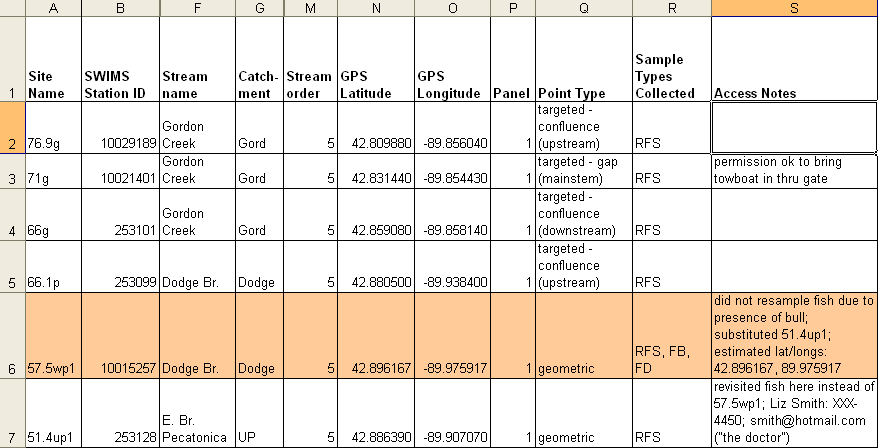 A B F G M N O P Q R S
1 Site Name SWIMS Station ID Stream name Catch-ment Stream order GPS Latitude GPS Longitude Panel Point Type Sample Types Collected Access Notes
2 76.9g 10029189 Gordon Creek Gord 5 42.809880 -89.856040 1 targeted - confluence (upstream) RFS
3 71g 10021401 Gordon Creek Gord 5 42.831440 -89.854430 1 targeted - gap (mainstem) RFS permission ok to bring towboat in thru gate
4 66g 253101 Gordon Creek Gord 5 42.859080 -89.858140 1 targeted - confluence (downstream) RFS
5 66.1p 253099 Dodge Br. Dodge 5 42.880500 -89.938400 1 targeted - confluence (upstream) RFS
6 57.5wp1 10015257 Dodge Br. Dodge 5 42.896167 -89.975917 1 geometric RFS, FB, FD did not resample fish due to presence of bull; substituted 51.4up1; estimated lat/longs: 42.896167, 89.975917
7 51.4up1 253128 E. Br. Pecatonica UP 5 42.886390 -89.907070 1 geometric RFS revisited fish here instead of 57.5wp1; Liz Smith: XXX-4450; smith@hotmail.com ("the doctor")